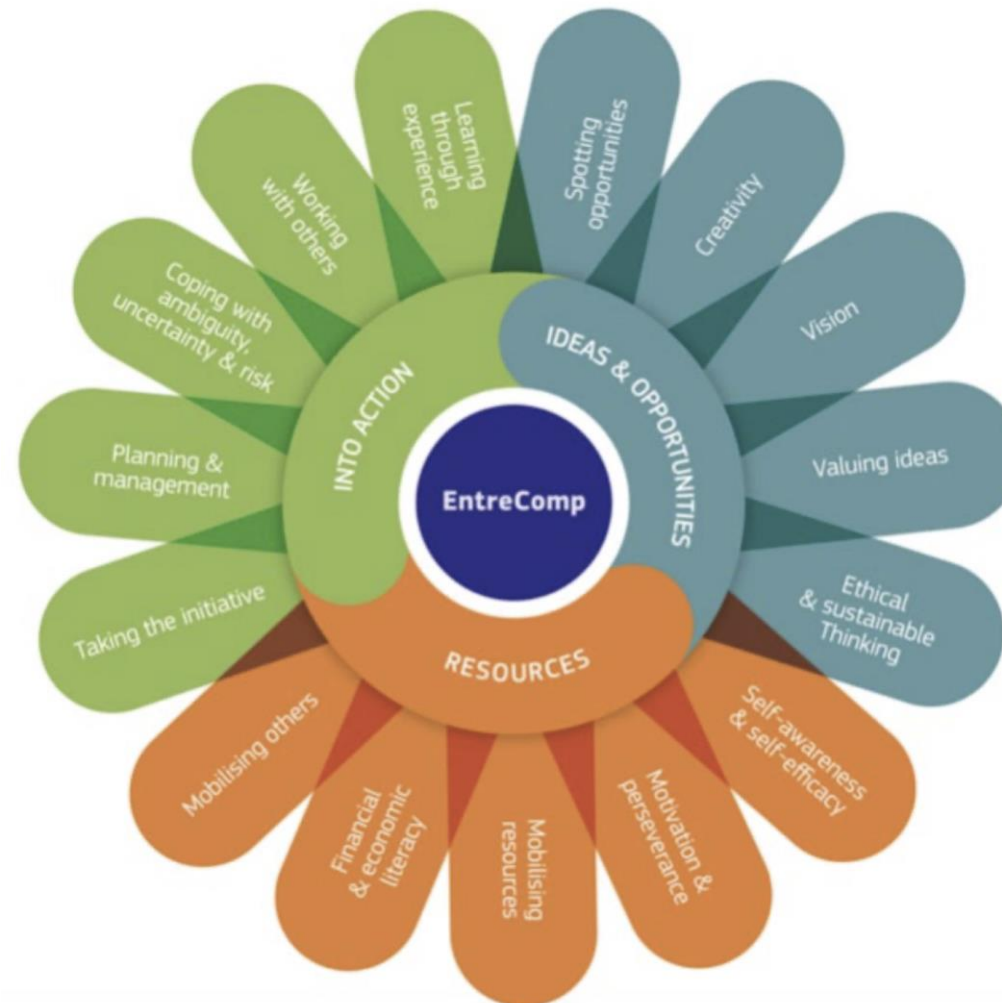 EntreComp
IDEAS & OPPORTUNITIES
Spotting
opportunities
Creativity
Vision
Valuing ideas
Ethical
& sustainable
Thinking
RESOURCES
Self-awareness
& self-efficacy
Motivation &
perseverance
Mobilising
resources
Financial
& economic
literacy
Mobilising others
INTO ACTION
Taking the initiative
Planning &
management
Coping with
ambiguity,
uncertainty & risk
Working
with others
Learning
through
experience